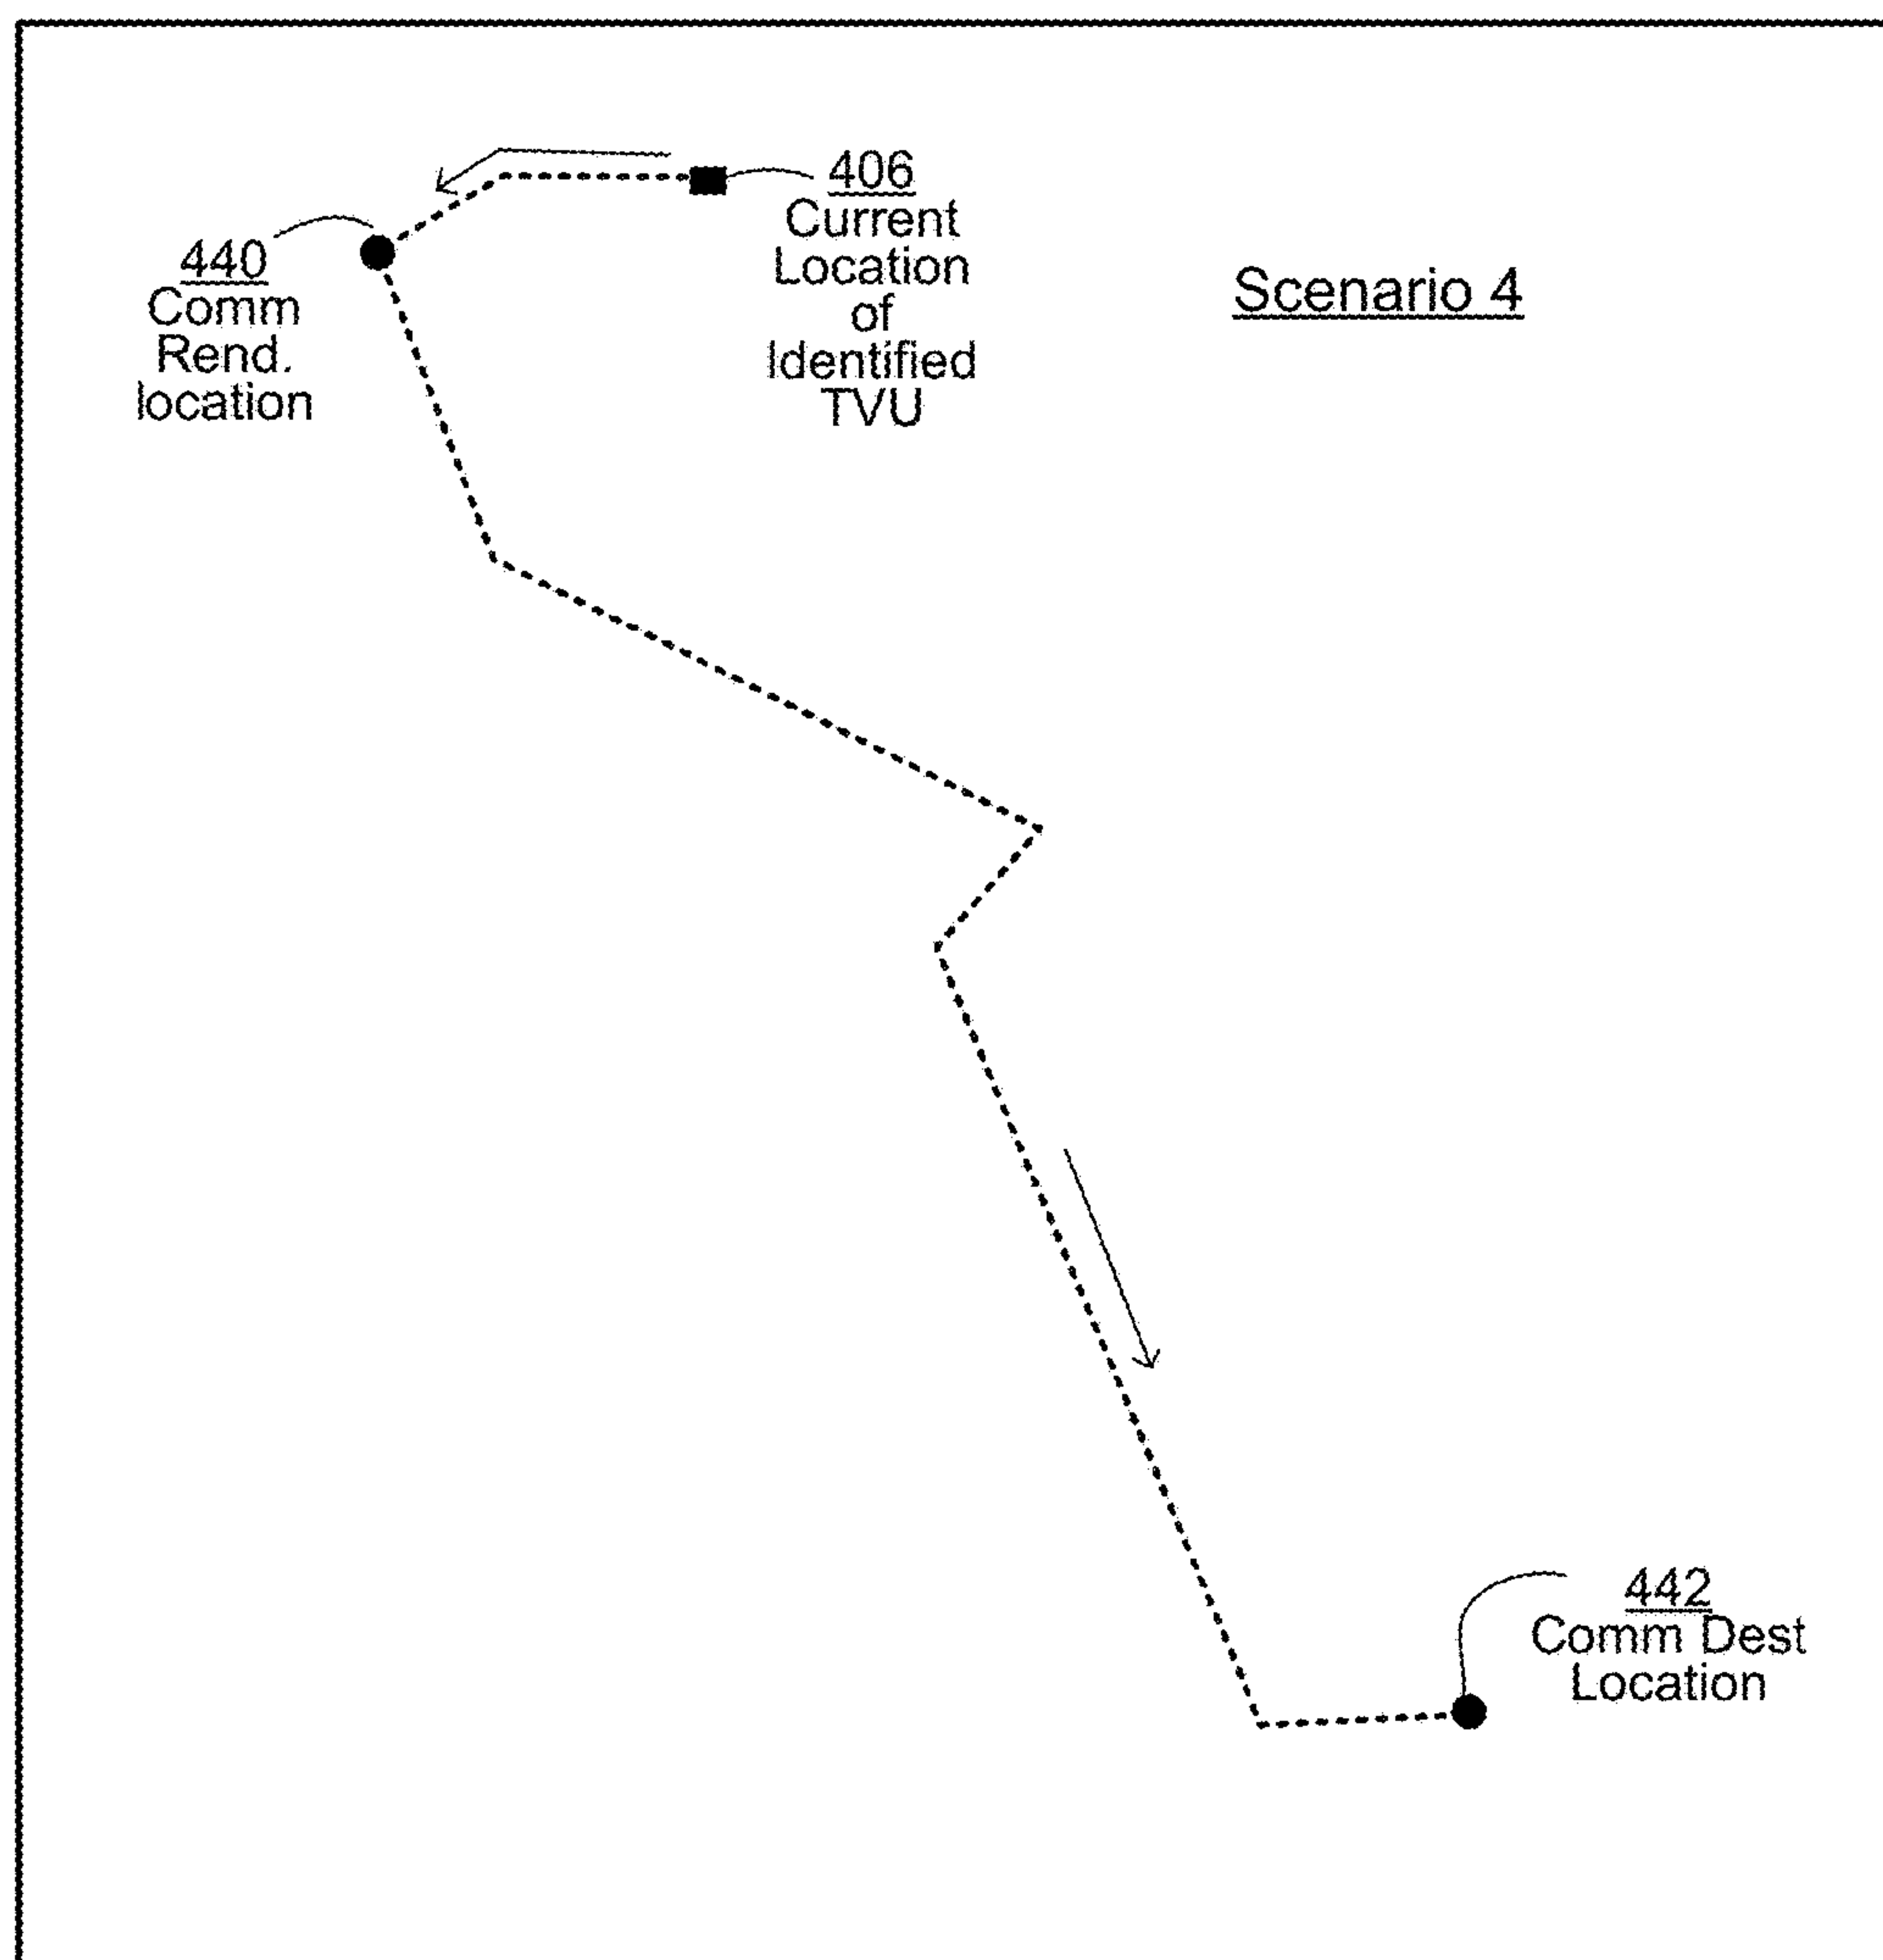 406
Current
Location
of
Identified
TVU
440
Comm
Rend.
location
Scenario 4
442
Comm Dest
Location